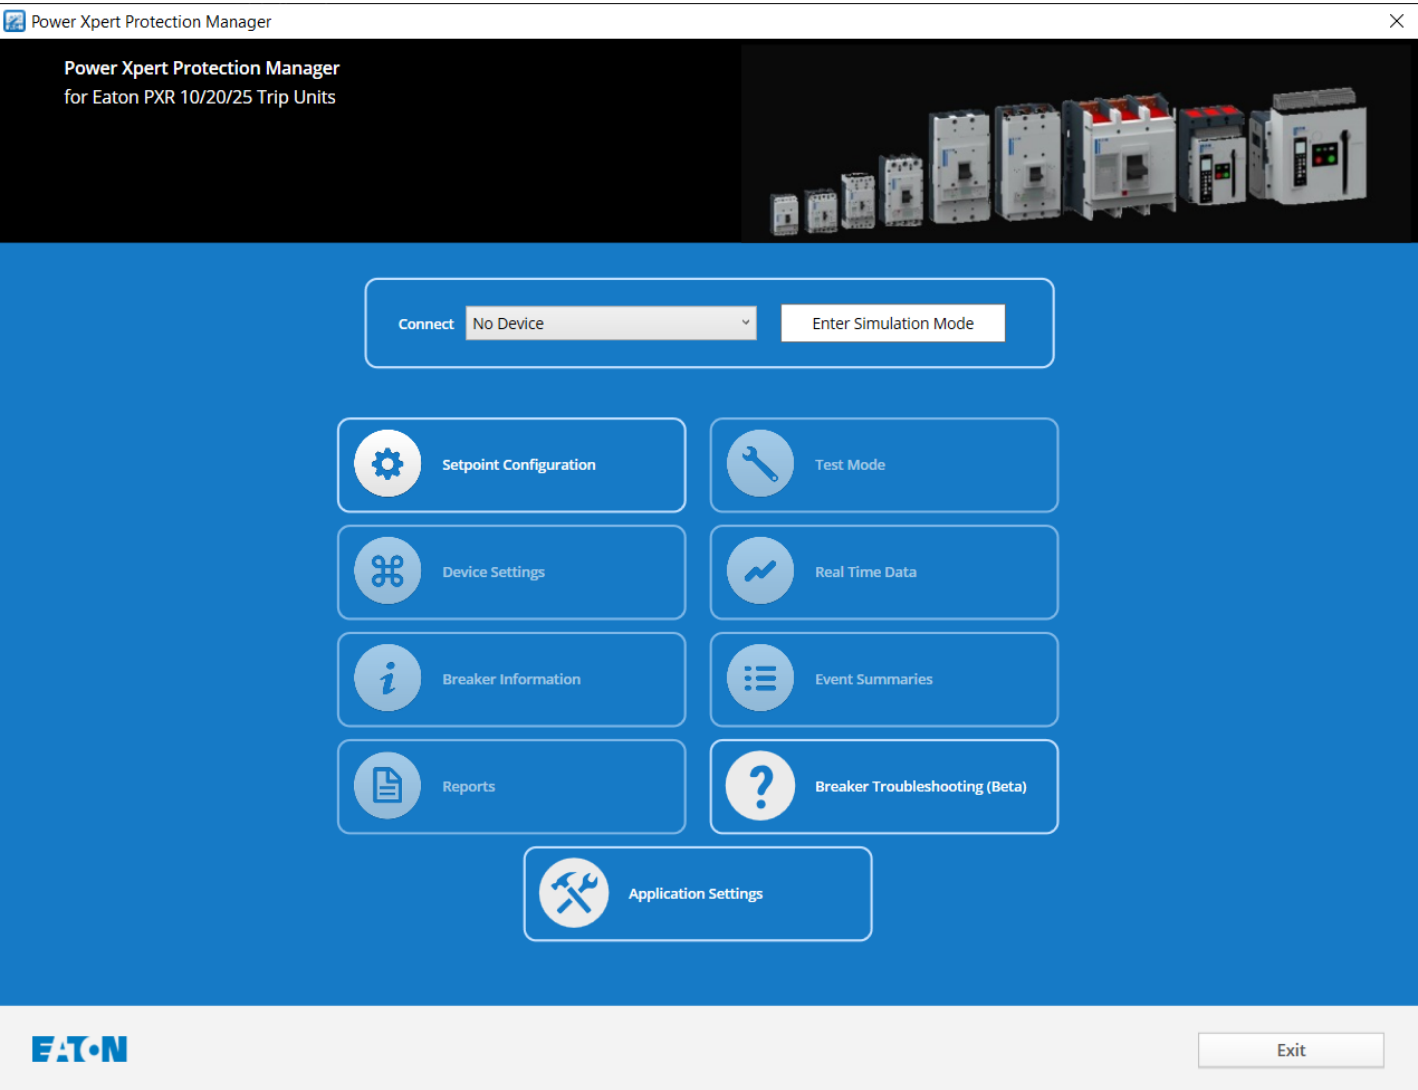 Power Xpert Protection Manager
Power Xpert Protection Manager
for Eaton PXR 10/20/25 Trip Units
Connect
No Device
Enter Simulation Mode
Setpoint Configuration
Test Mode
Device Settings
Real Time Data
Breaker Information
Event Summaries
Reports
Breaker Troubleshooting (Beta)
Application Settings
EATON
Exit